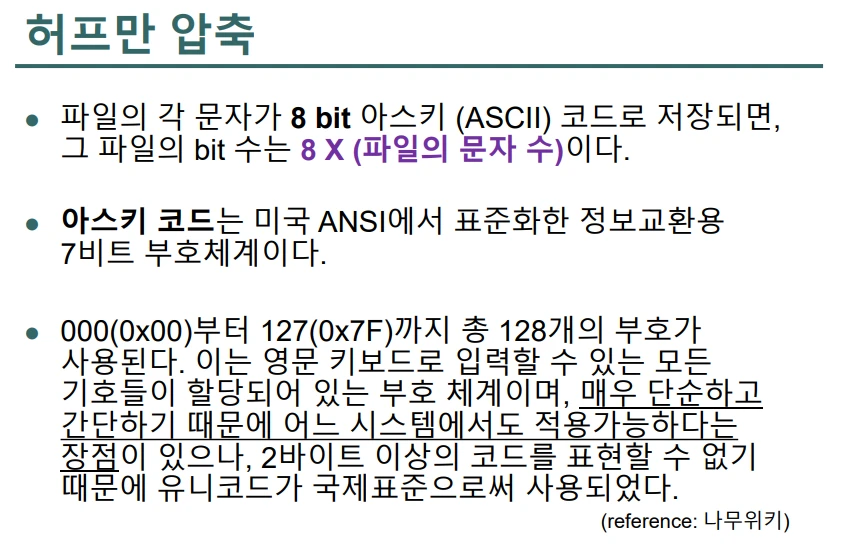 허프만 압축
● 파일의 각 문자가 8 bit 아스키 (ASCII) 코드로 저장되면,
그 파일의 bit 수는 8 X (파일의 문자 수)이다.
● 아스키 코드는 미국 ANSI에서 표준화한 정보교환용
7비트 부호체계이다.
● 000(0x00)부터 127(0x7F)까지 총 128개의 부호가
사용된다. 이는 영문 키보드로 입력할 수 있는 모든
기호들이 할당되어 있는 부호 체계이며, 매우 단순하고
간단하기 때문에 어느 시스템에서도 적용가능하다는
장점이 있으나, 2바이트 이상의 코드를 표현할 수 없기
때문에 유니코드가 국제표준으로써 사용되었다.
(reference: 나무위키)